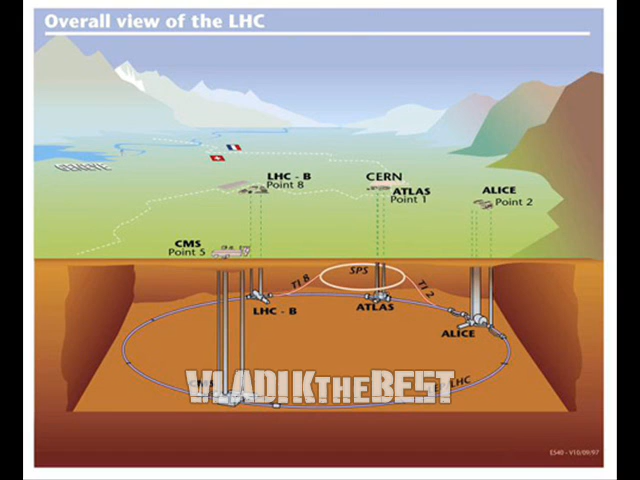 Overall view of the LHC
GENEVE
LHC - B
Point 8
CERN
ATLAS
Point 1
ALICE
Point 2
CMS
Point 5
SPS
TI 8
TI 2
LHC - B
ATLAS
ALICE
CMS
LHC
VLADIKTHEBEST
E540 - V10/09/97